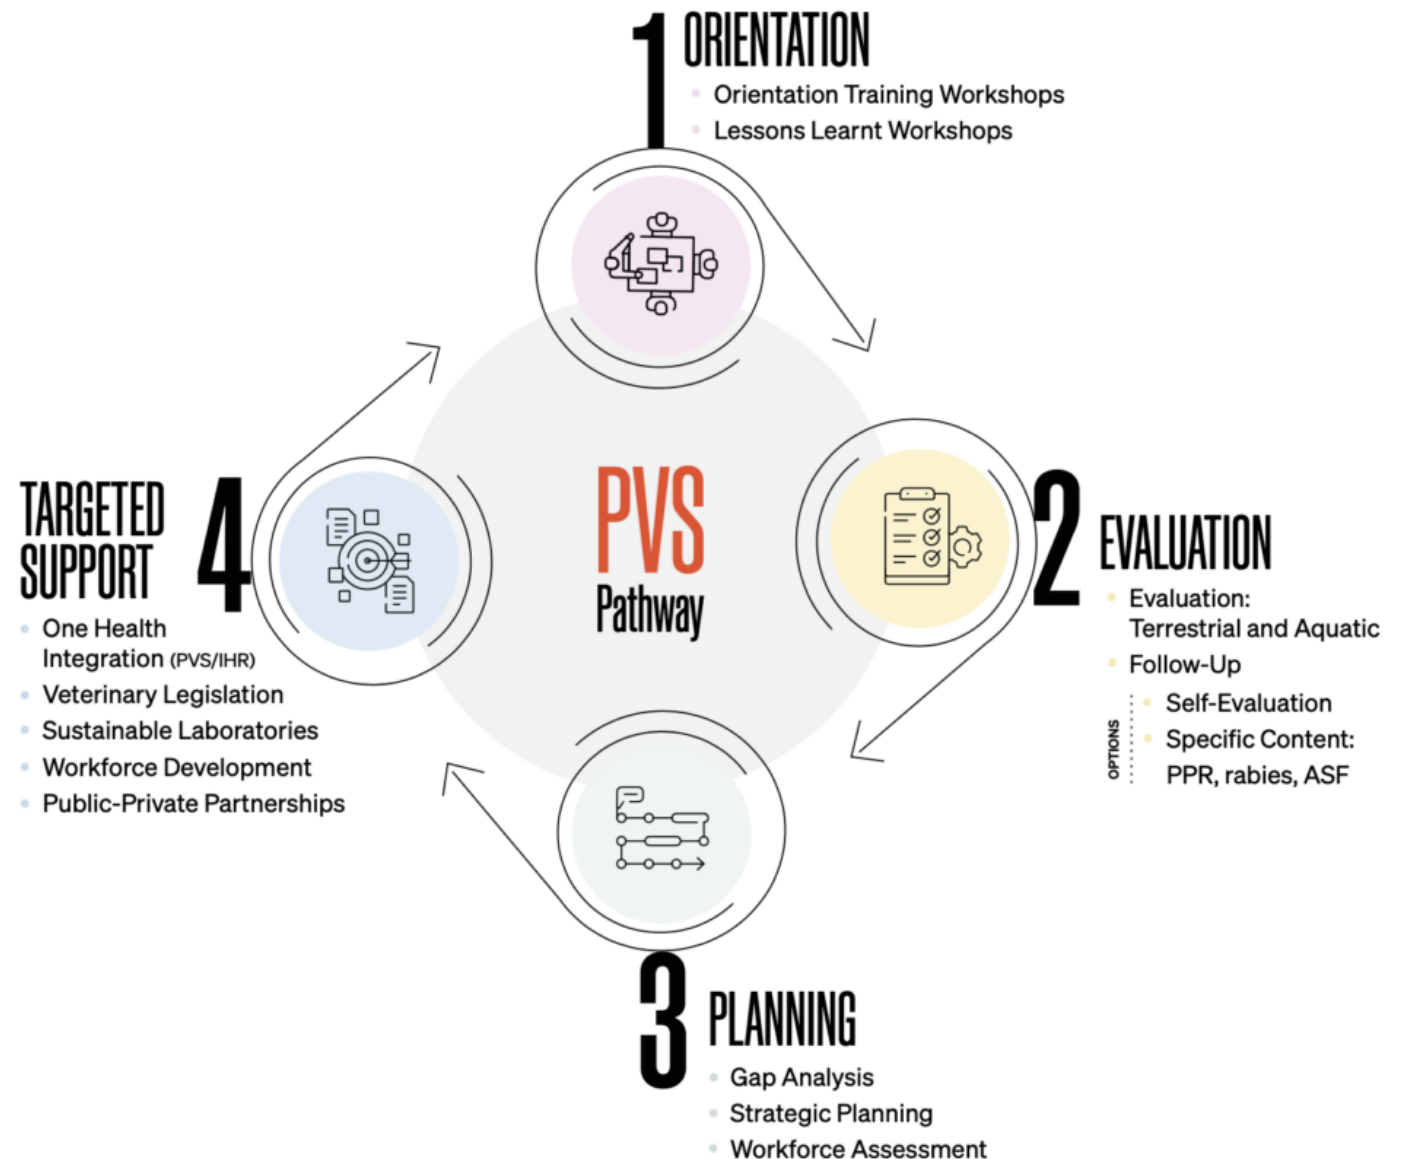 1 ORIENTATION
Orientation Training Workshops
Lessons Learnt Workshops
PVS
Pathway
2 EVALUATION
Evaluation:
Terrestrial and Aquatic
Follow-Up
OPTIONS
Self-Evaluation
Specific Content:
PPR, rabies, ASF
3 PLANNING
Gap Analysis
Strategic Planning
Workforce Assessment
TARGETED
SUPPORT
4
One Health
Integration (PVS/IHR)
Veterinary Legislation
Sustainable Laboratories
Workforce Development
Public-Private Partnerships